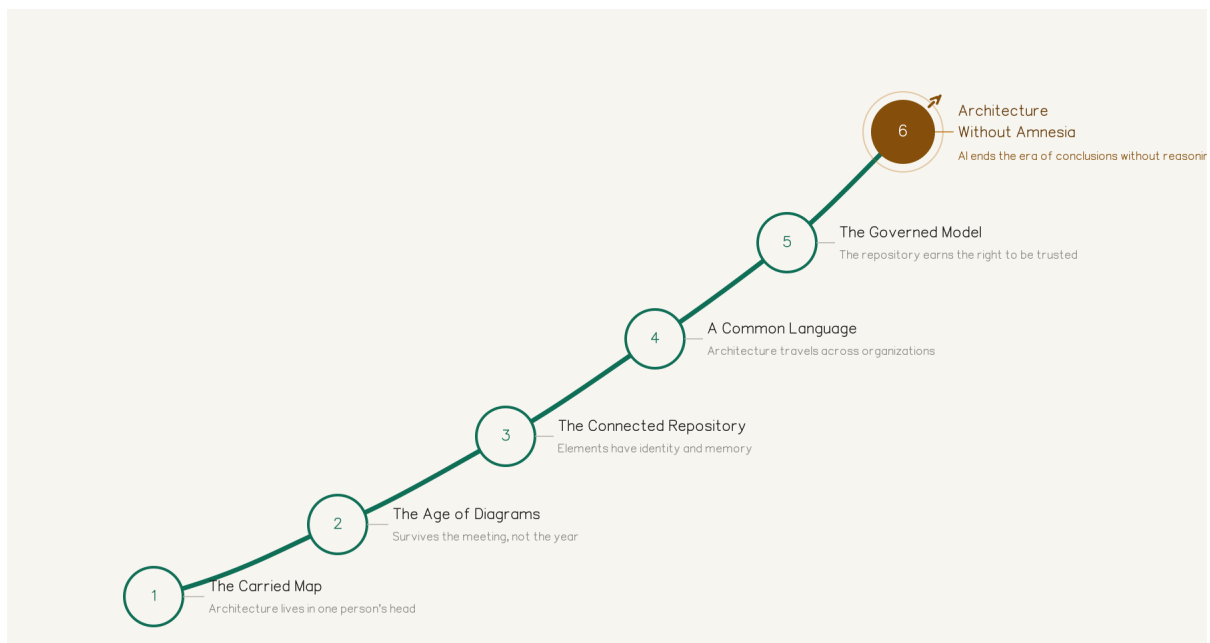 6
Architecture
Without Amnesia
AI ends the era of conclusions without
5
The Governed Model
The repository earns the right to be trusted
4
A Common Language
Architecture travels across organizations
3
The Connected Repository
Elements have identity and memory
2
The Age of Diagrams
Survives the meeting, not the year
1
The Carried Map
Architecture lives in one person's head